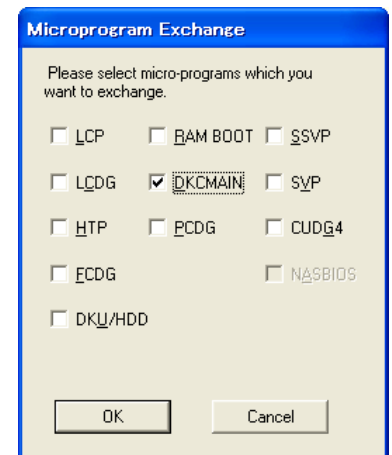 Microprogram Exchange
Please select micro-programs which you
want to exchange.
LCP RAM BOOT SSVP
LCDG DKCMAIN SVP
HTP PCDG CUDG4
FCDG NASBIOS
DKU/HDD
OK Cancel